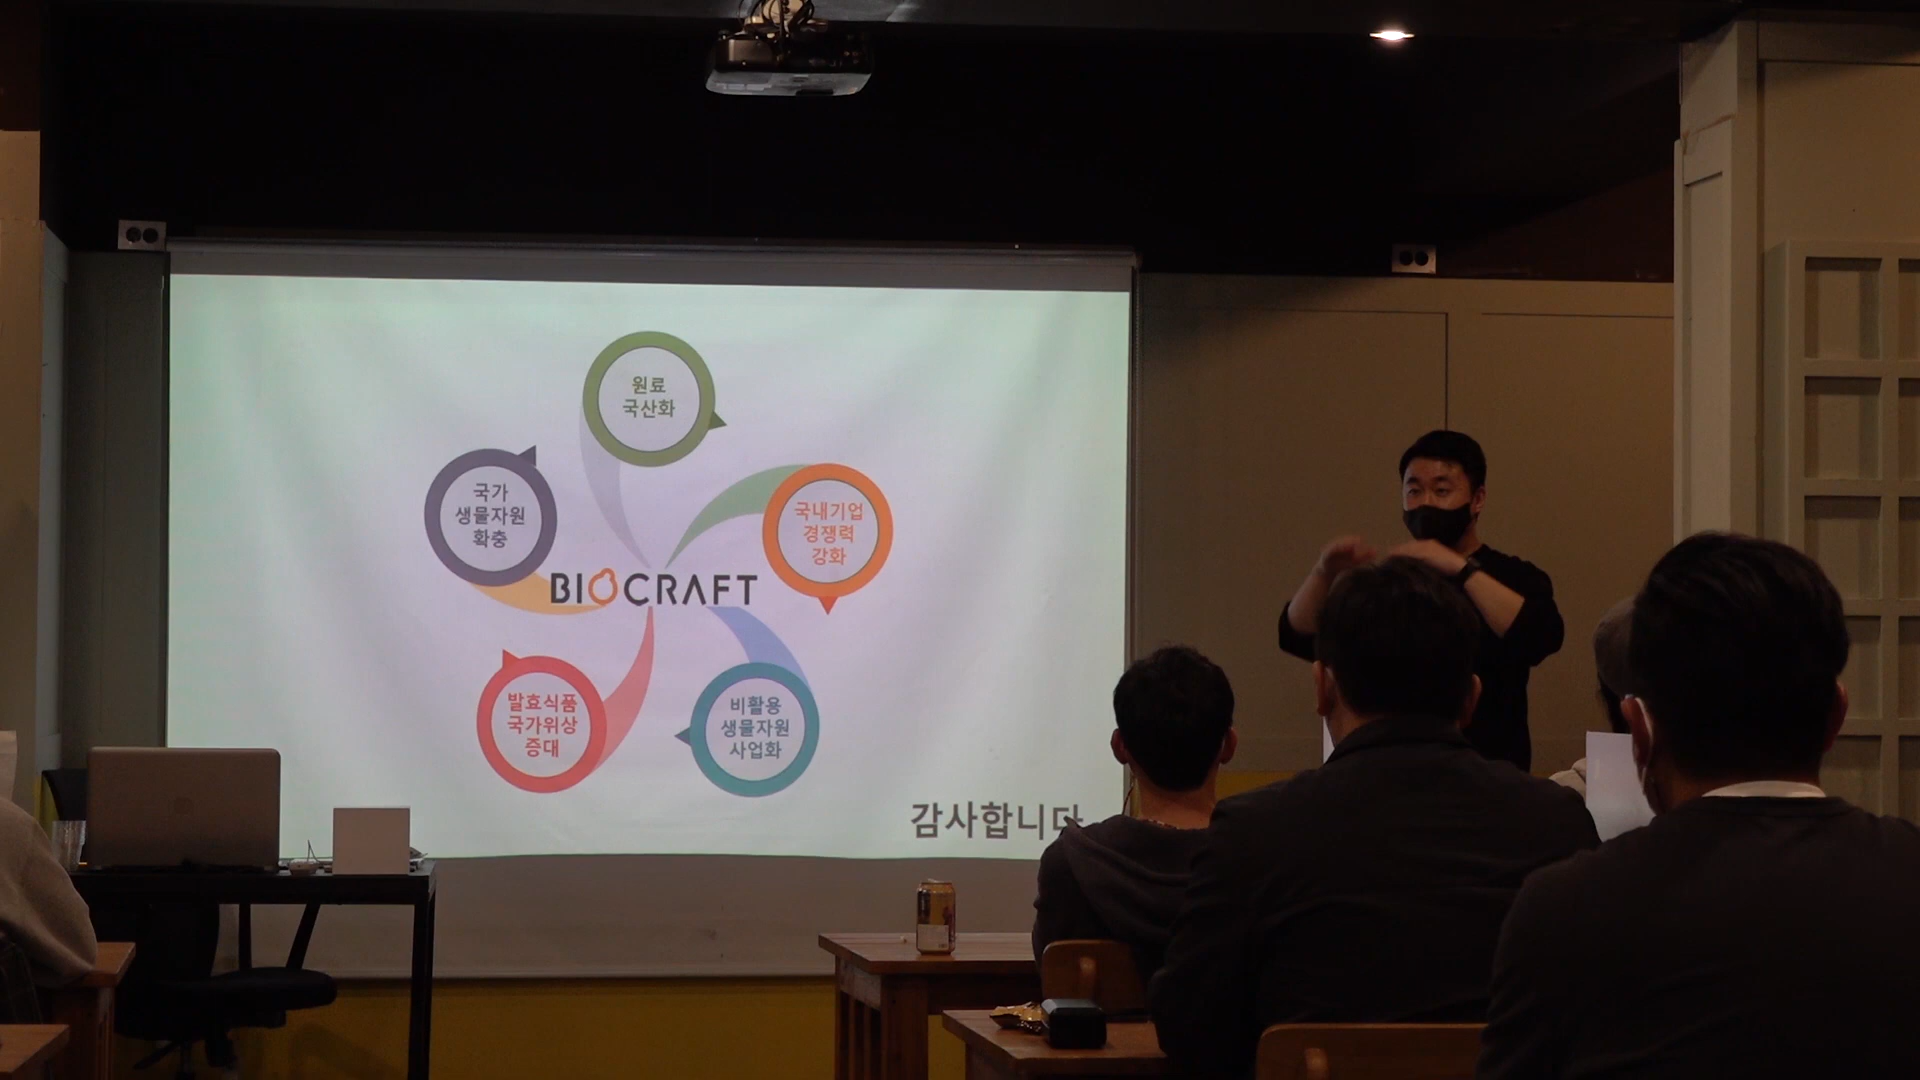 원료
국산화
국가
생물자원
확충
국내기업
경쟁력
강화
BIOCRAFT
발효식품
국가위상
증대
비활용
생물자원
사업화
감사합니다